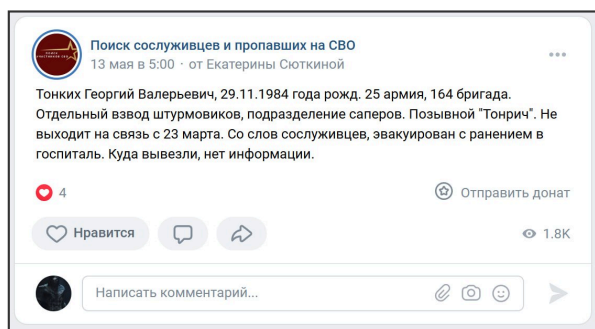 Поиск сослуживцев и пропавших на СВО
13 мая в 5:00 · от Екатерины Сюткиной
Тонких Георгий Валерьевич, 29.11.1984 года рожд. 25 армия, 164 бригада.
Отдельный взвод штурмовиков, подразделение саперов. Позывной "Тонрич". Не
выходит на связь с 23 марта. Со слов сослуживцев, эвакуирован с ранением в
госпиталь. Куда вывезли, нет информации.
4
Отправить донат
Нравится
1.8K
Написать комментарий...